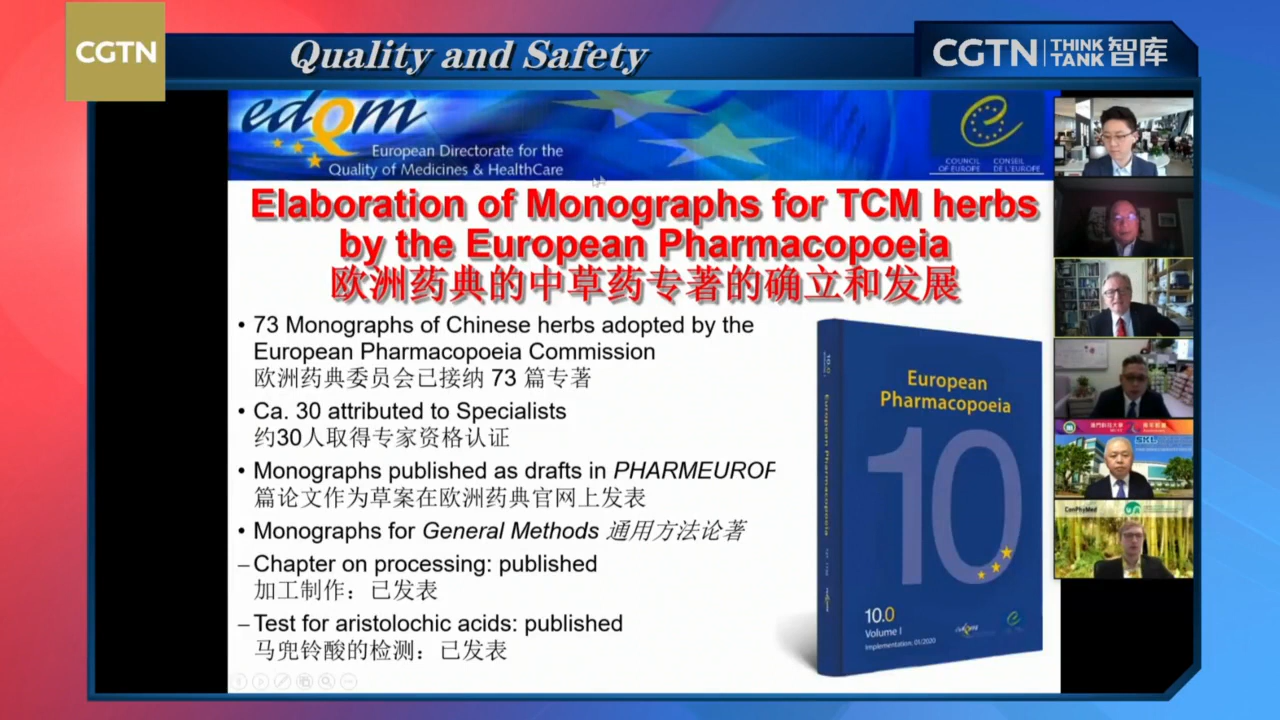 CGTN
Quality and Safety
CGTN THINK TANK 智库
edQm
European Directorate for the
Quality of Medicines & HealthCare
COUNCIL OF EUROPE
CONSEIL DE L'EUROPE
Elaboration of Monographs for TCM herbs
by the European Pharmacopoeia
欧洲药典的中草药专著的确立和发展
• 73 Monographs of Chinese herbs adopted by the
European Pharmacopoeia Commission
欧洲药典委员会已接纳 73 篇专著
• Ca. 30 attributed to Specialists
约30人取得专家资格认证
• Monographs published as drafts in PHARMEUROP
篇论文作为草案在欧洲药典官网上发表
• Monographs for General Methods 通用方法论著
– Chapter on processing: published
加工制作：已发表
– Test for aristolochic acids: published
马兜铃酸的检测：已发表
European
Pharmacopoeia
10
10.0
Volume I
Implementation: 01/2020
10.0
European Pharmacopoeia
SKL
ComPhyMed